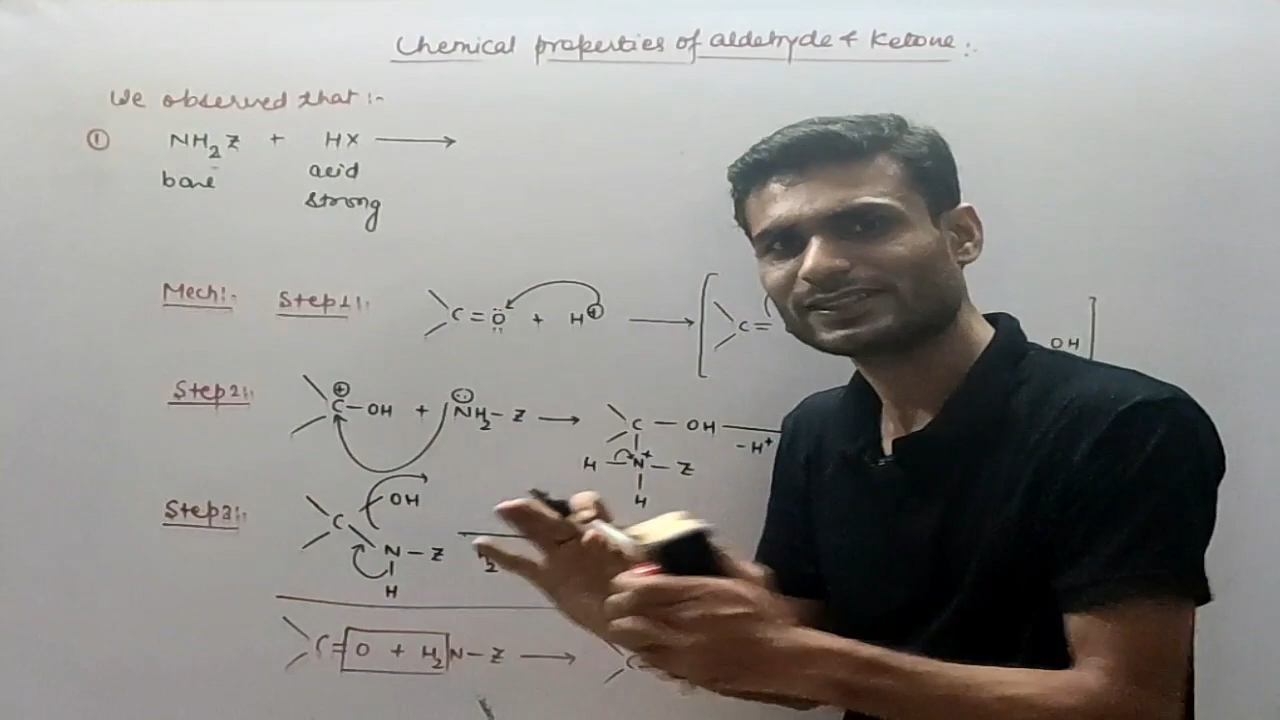 Chemical properties of aldehyde & Ketone :-
We observed that :-
① NH2Z + HX ⟶
base acid
strong
Mech:- Step1:- C=Ö + H⊕ ⟶ [ C= OH ]
Step2:- C⊕—OH + N̈H2—Z ⟶ C—OH —H+
H—N+—Z
H
Step3:- OH
C
N—Z
H
C=O + H2N—Z ⟶ C=